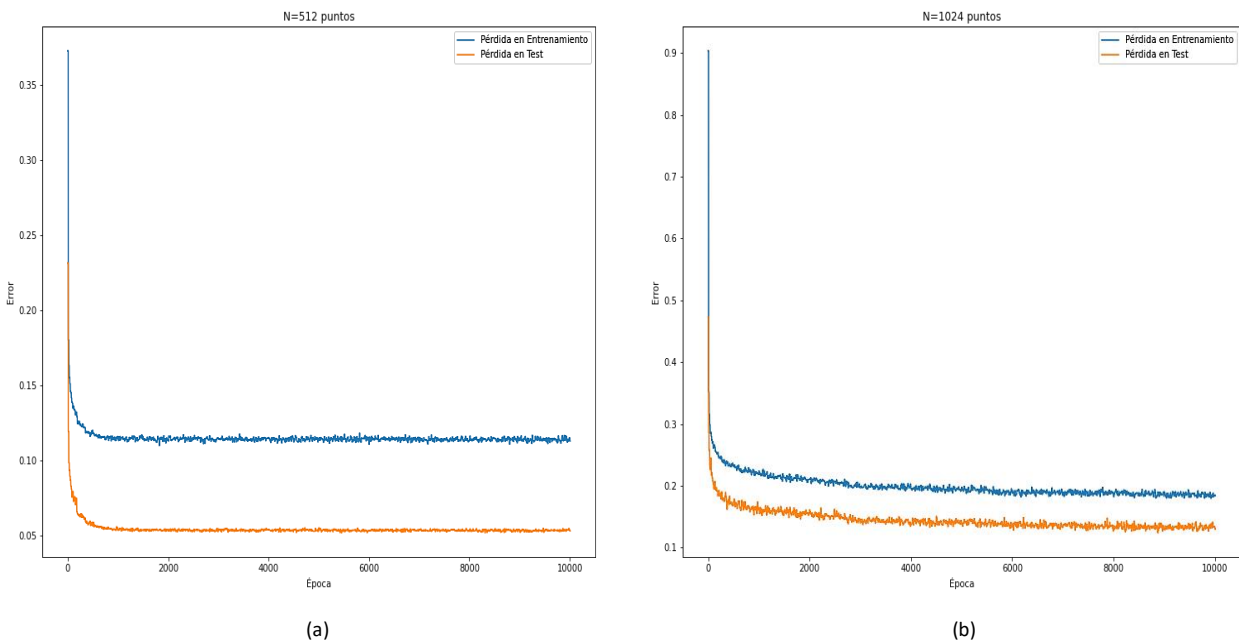 N=512 puntos
Pérdida en Entrenamiento
Pérdida en Test
0.35
0.30
0.25
0.20
0.15
0.10
0.05
Error
0
2000
4000
6000
8000
10000
Época
(a)
N=1024 puntos
Pérdida en Entrenamiento
Pérdida en Test
0.9
0.8
0.7
0.6
0.5
0.4
0.3
0.2
0.1
Error
0
2000
4000
6000
8000
10000
Época
(b)